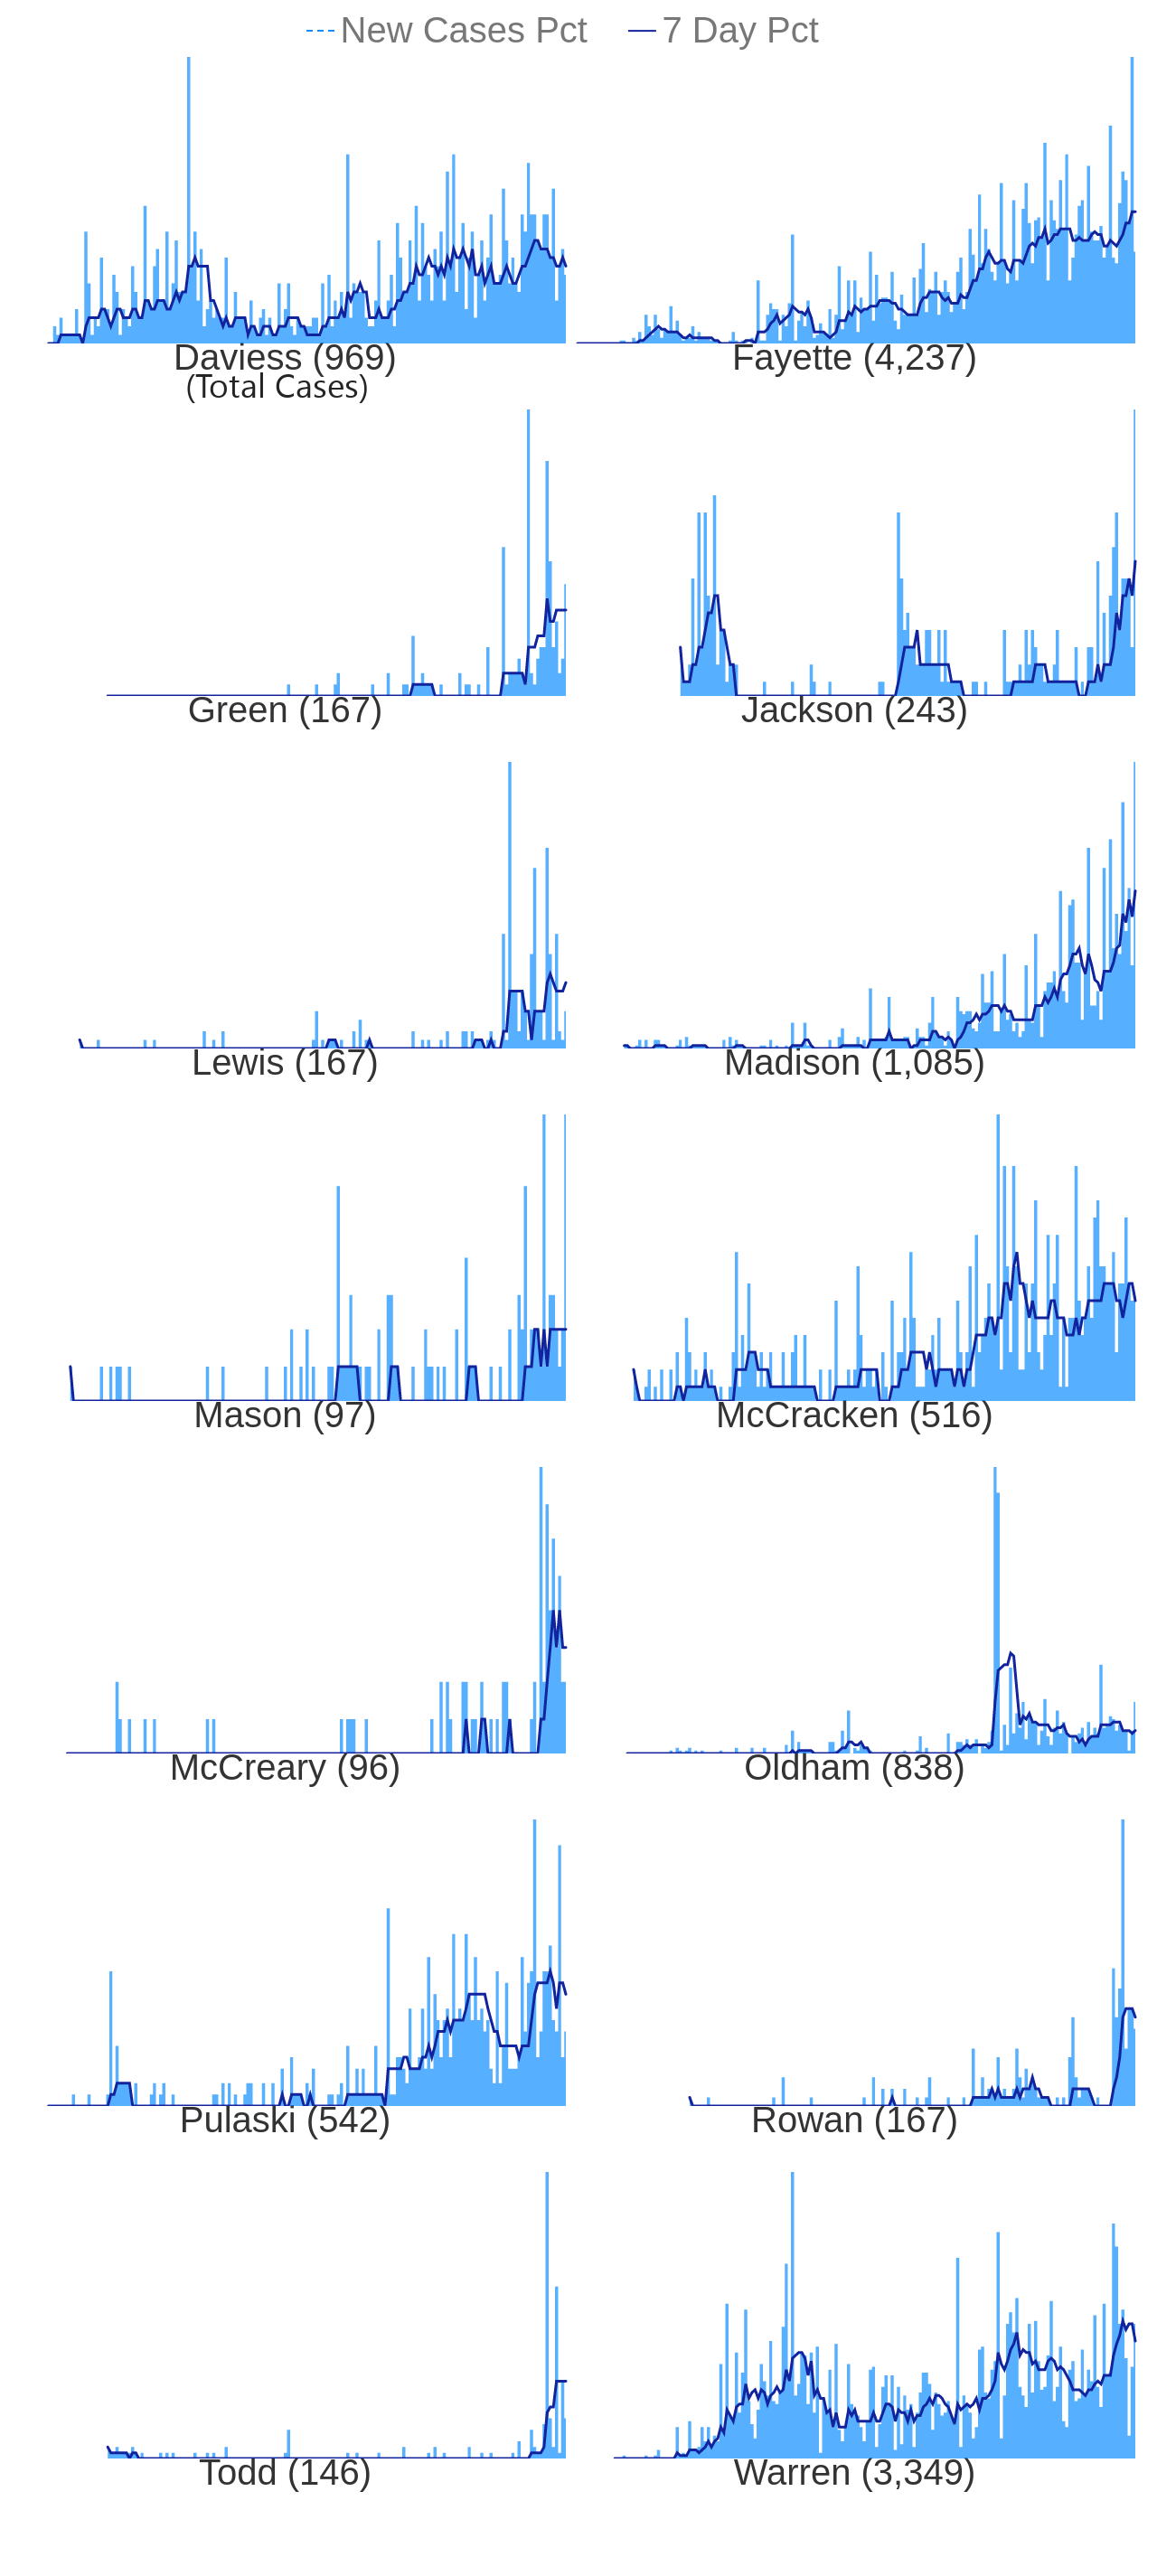 New Cases Pct 7 Day Pct
Daviess (969) Fayette (4,237)
(Total Cases)
Green (167) Jackson (243)
Lewis (167) Madison (1,085)
Mason (97) McCracken (516)
McCreary (96) Oldham (838)
Pulaski (542) Rowan (167)
Todd (146) Warren (3,349)